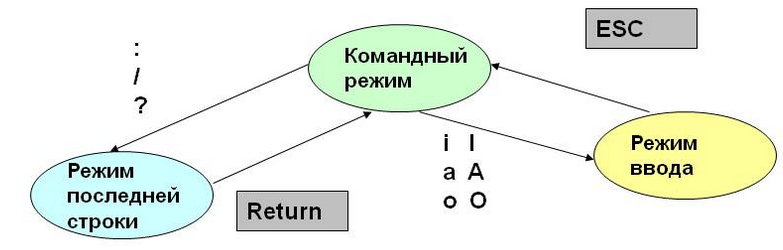 ESC
:
/
?
Командный
режим
i I
a A
o O
Режим
ввода
Режим
последней
строки
Return